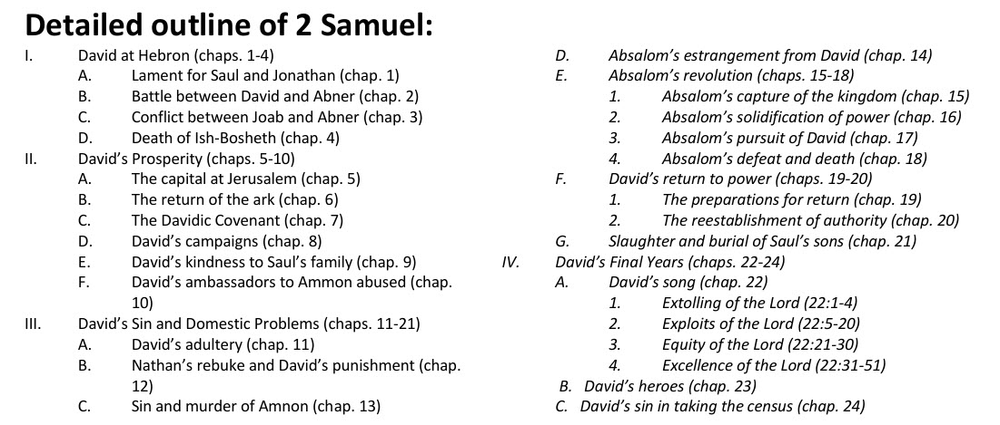 Detailed outline of 2 Samuel:
I. David at Hebron (chaps. 1-4)
A. Lament for Saul and Jonathan (chap. 1)
B. Battle between David and Abner (chap. 2)
C. Conflict between Joab and Abner (chap. 3)
D. Death of Ish-Bosheth (chap. 4)
II. David’s Prosperity (chaps. 5-10)
A. The capital at Jerusalem (chap. 5)
B. The return of the ark (chap. 6)
C. The Davidic Covenant (chap. 7)
D. David’s campaigns (chap. 8)
E. David’s kindness to Saul’s family (chap. 9)
F. David’s ambassadors to Ammon abused (chap.
10)
III. David’s Sin and Domestic Problems (chaps. 11-21)
A. David’s adultery (chap. 11)
B. Nathan’s rebuke and David’s punishment (chap.
12)
C. Sin and murder of Amnon (chap. 13)
D. Absalom’s estrangement from David (chap. 14)
E. Absalom’s revolution (chaps. 15-18)
1. Absalom’s capture of the kingdom (chap. 15)
2. Absalom’s solidification of power (chap. 16)
3. Absalom’s pursuit of David (chap. 17)
4. Absalom’s defeat and death (chap. 18)
F. David’s return to power (chaps. 19-20)
1. The preparations for return (chap. 19)
2. The reestablishment of authority (chap. 20)
G. Slaughter and burial of Saul’s sons (chap. 21)
IV. David’s Final Years (chaps. 22-24)
A. David’s song (chap. 22)
1. Extolling of the Lord (22:1-4)
2. Exploits of the Lord (22:5-20)
3. Equity of the Lord (22:21-30)
4. Excellence of the Lord (22:31-51)
B. David’s heroes (chap. 23)
C. David’s sin in taking the census (chap. 24)